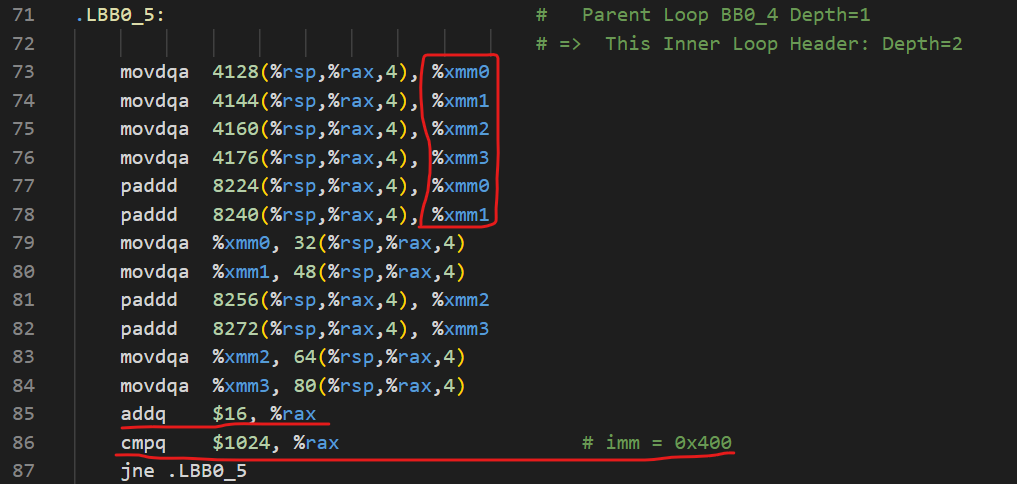 71 .LBB0_5: # Parent Loop BB0_4 Depth=1
72 # => This Inner Loop Header: Depth=2
73 movdqa 4128(%rsp,%rax,4), %xmm0
74 movdqa 4144(%rsp,%rax,4), %xmm1
75 movdqa 4160(%rsp,%rax,4), %xmm2
76 movdqa 4176(%rsp,%rax,4), %xmm3
77 paddd 8224(%rsp,%rax,4), %xmm0
78 paddd 8240(%rsp,%rax,4), %xmm1
79 movdqa %xmm0, 32(%rsp,%rax,4)
80 movdqa %xmm1, 48(%rsp,%rax,4)
81 paddd 8256(%rsp,%rax,4), %xmm2
82 paddd 8272(%rsp,%rax,4), %xmm3
83 movdqa %xmm2, 64(%rsp,%rax,4)
84 movdqa %xmm3, 80(%rsp,%rax,4)
85 addq $16, %rax
86 cmpq $1024, %rax # imm = 0x400
87 jne .LBB0_5